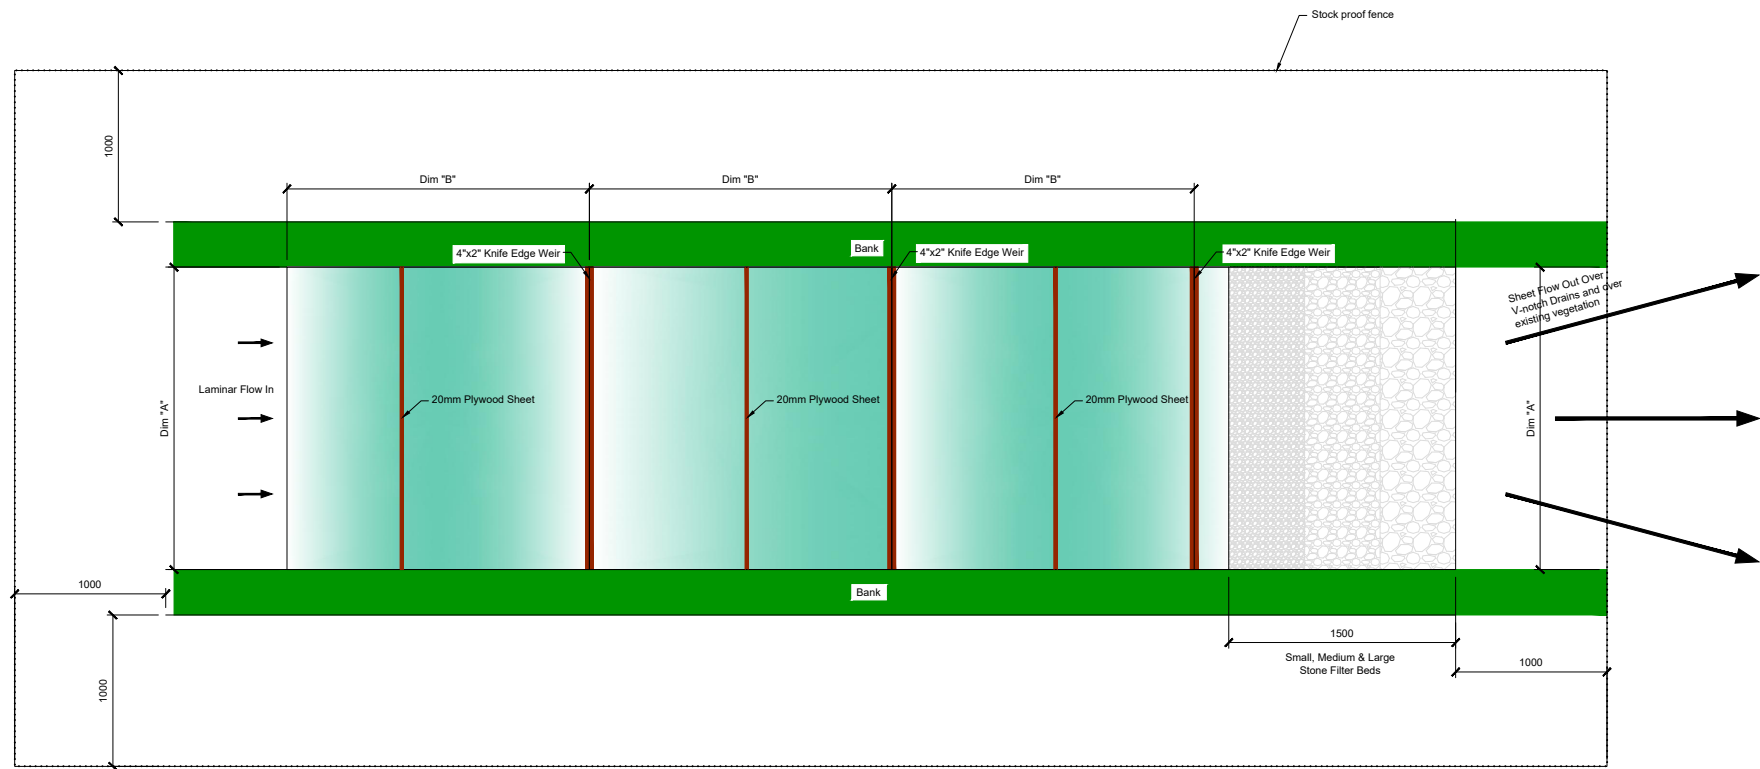 Stock proof fence
1000
Dim "B"
Dim "B"
Dim "B"
Bank
4"x2" Knife Edge Weir
4"x2" Knife Edge Weir
4"x2" Knife Edge Weir
Sheet Flow Out Over
V-notch Drains and over
existing vegetation
Laminar Flow In
Dim "A"
20mm Plywood Sheet
20mm Plywood Sheet
20mm Plywood Sheet
Dim "A"
1000
Bank
1500
Small, Medium & Large
Stone Filter Beds
1000
1000